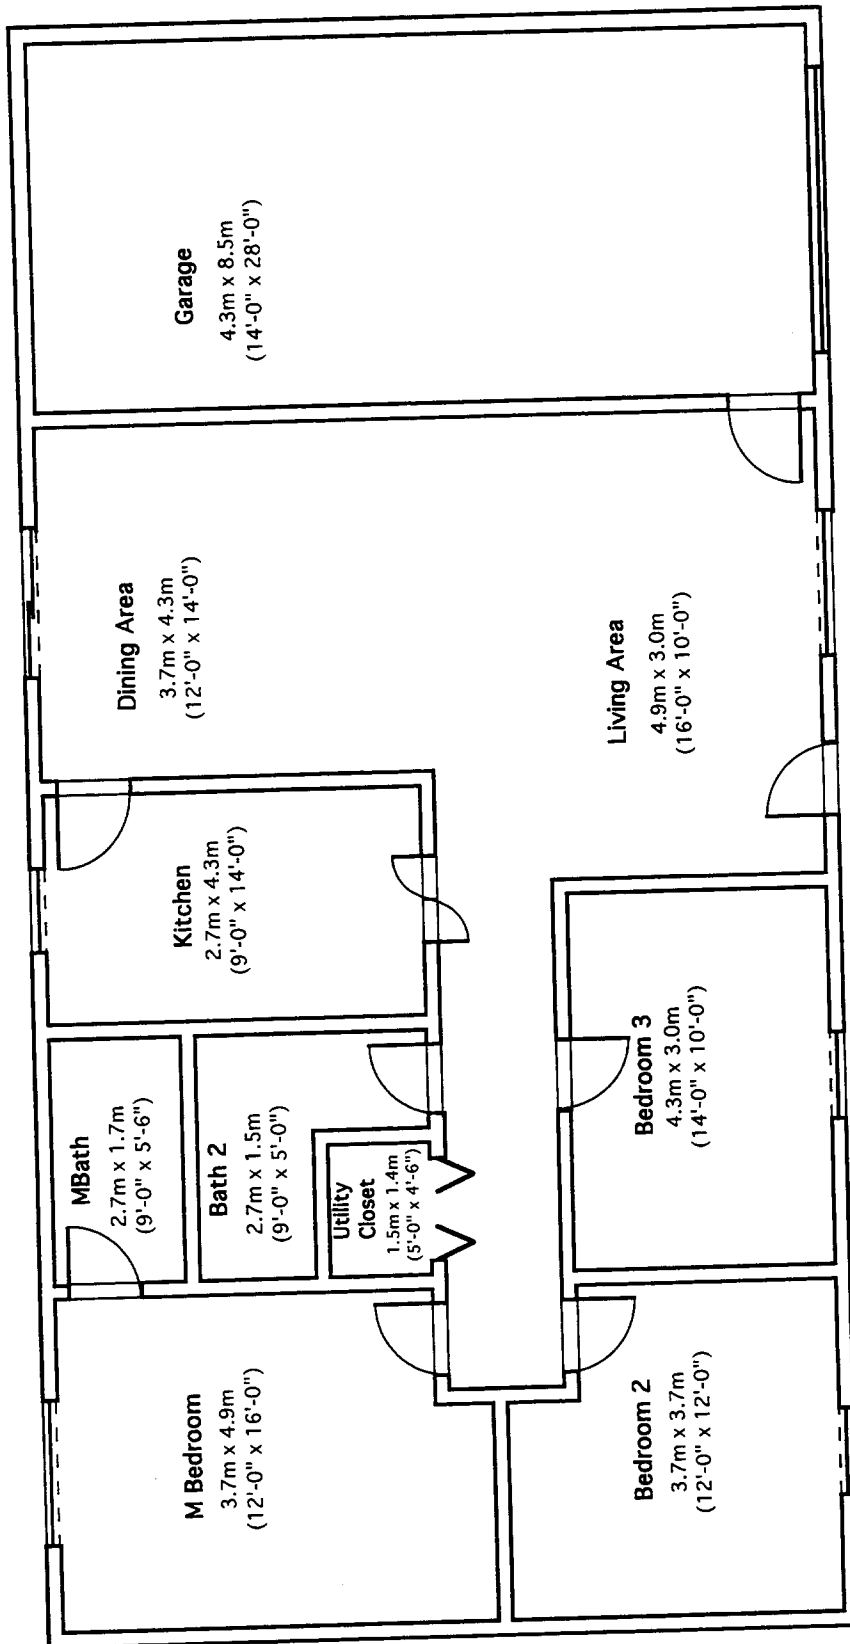 Garage
4.3m x 8.5m
(14'-0" x 28'-0")
Dining Area
3.7m x 4.3m
(12'-0" x 14'-0")
Living Area
4.9m x 3.0m
(16'-0" x 10'-0")
Kitchen
2.7m x 4.3m
(9'-0" x 14'-0")
MBath
2.7m x 1.7m
(9'-0" x 5'-6")
Bath 2
2.7m x 1.5m
(9'-0" x 5'-0")
Utility
Closet
1.5m x 1.4m
(5'-0" x 4'-6")
Bedroom 3
4.3m x 3.0m
(14'-0" x 10'-0")
M Bedroom
3.7m x 4.9m
(12'-0" x 16'-0")
Bedroom 2
3.7m x 3.7m
(12'-0" x 12'-0")